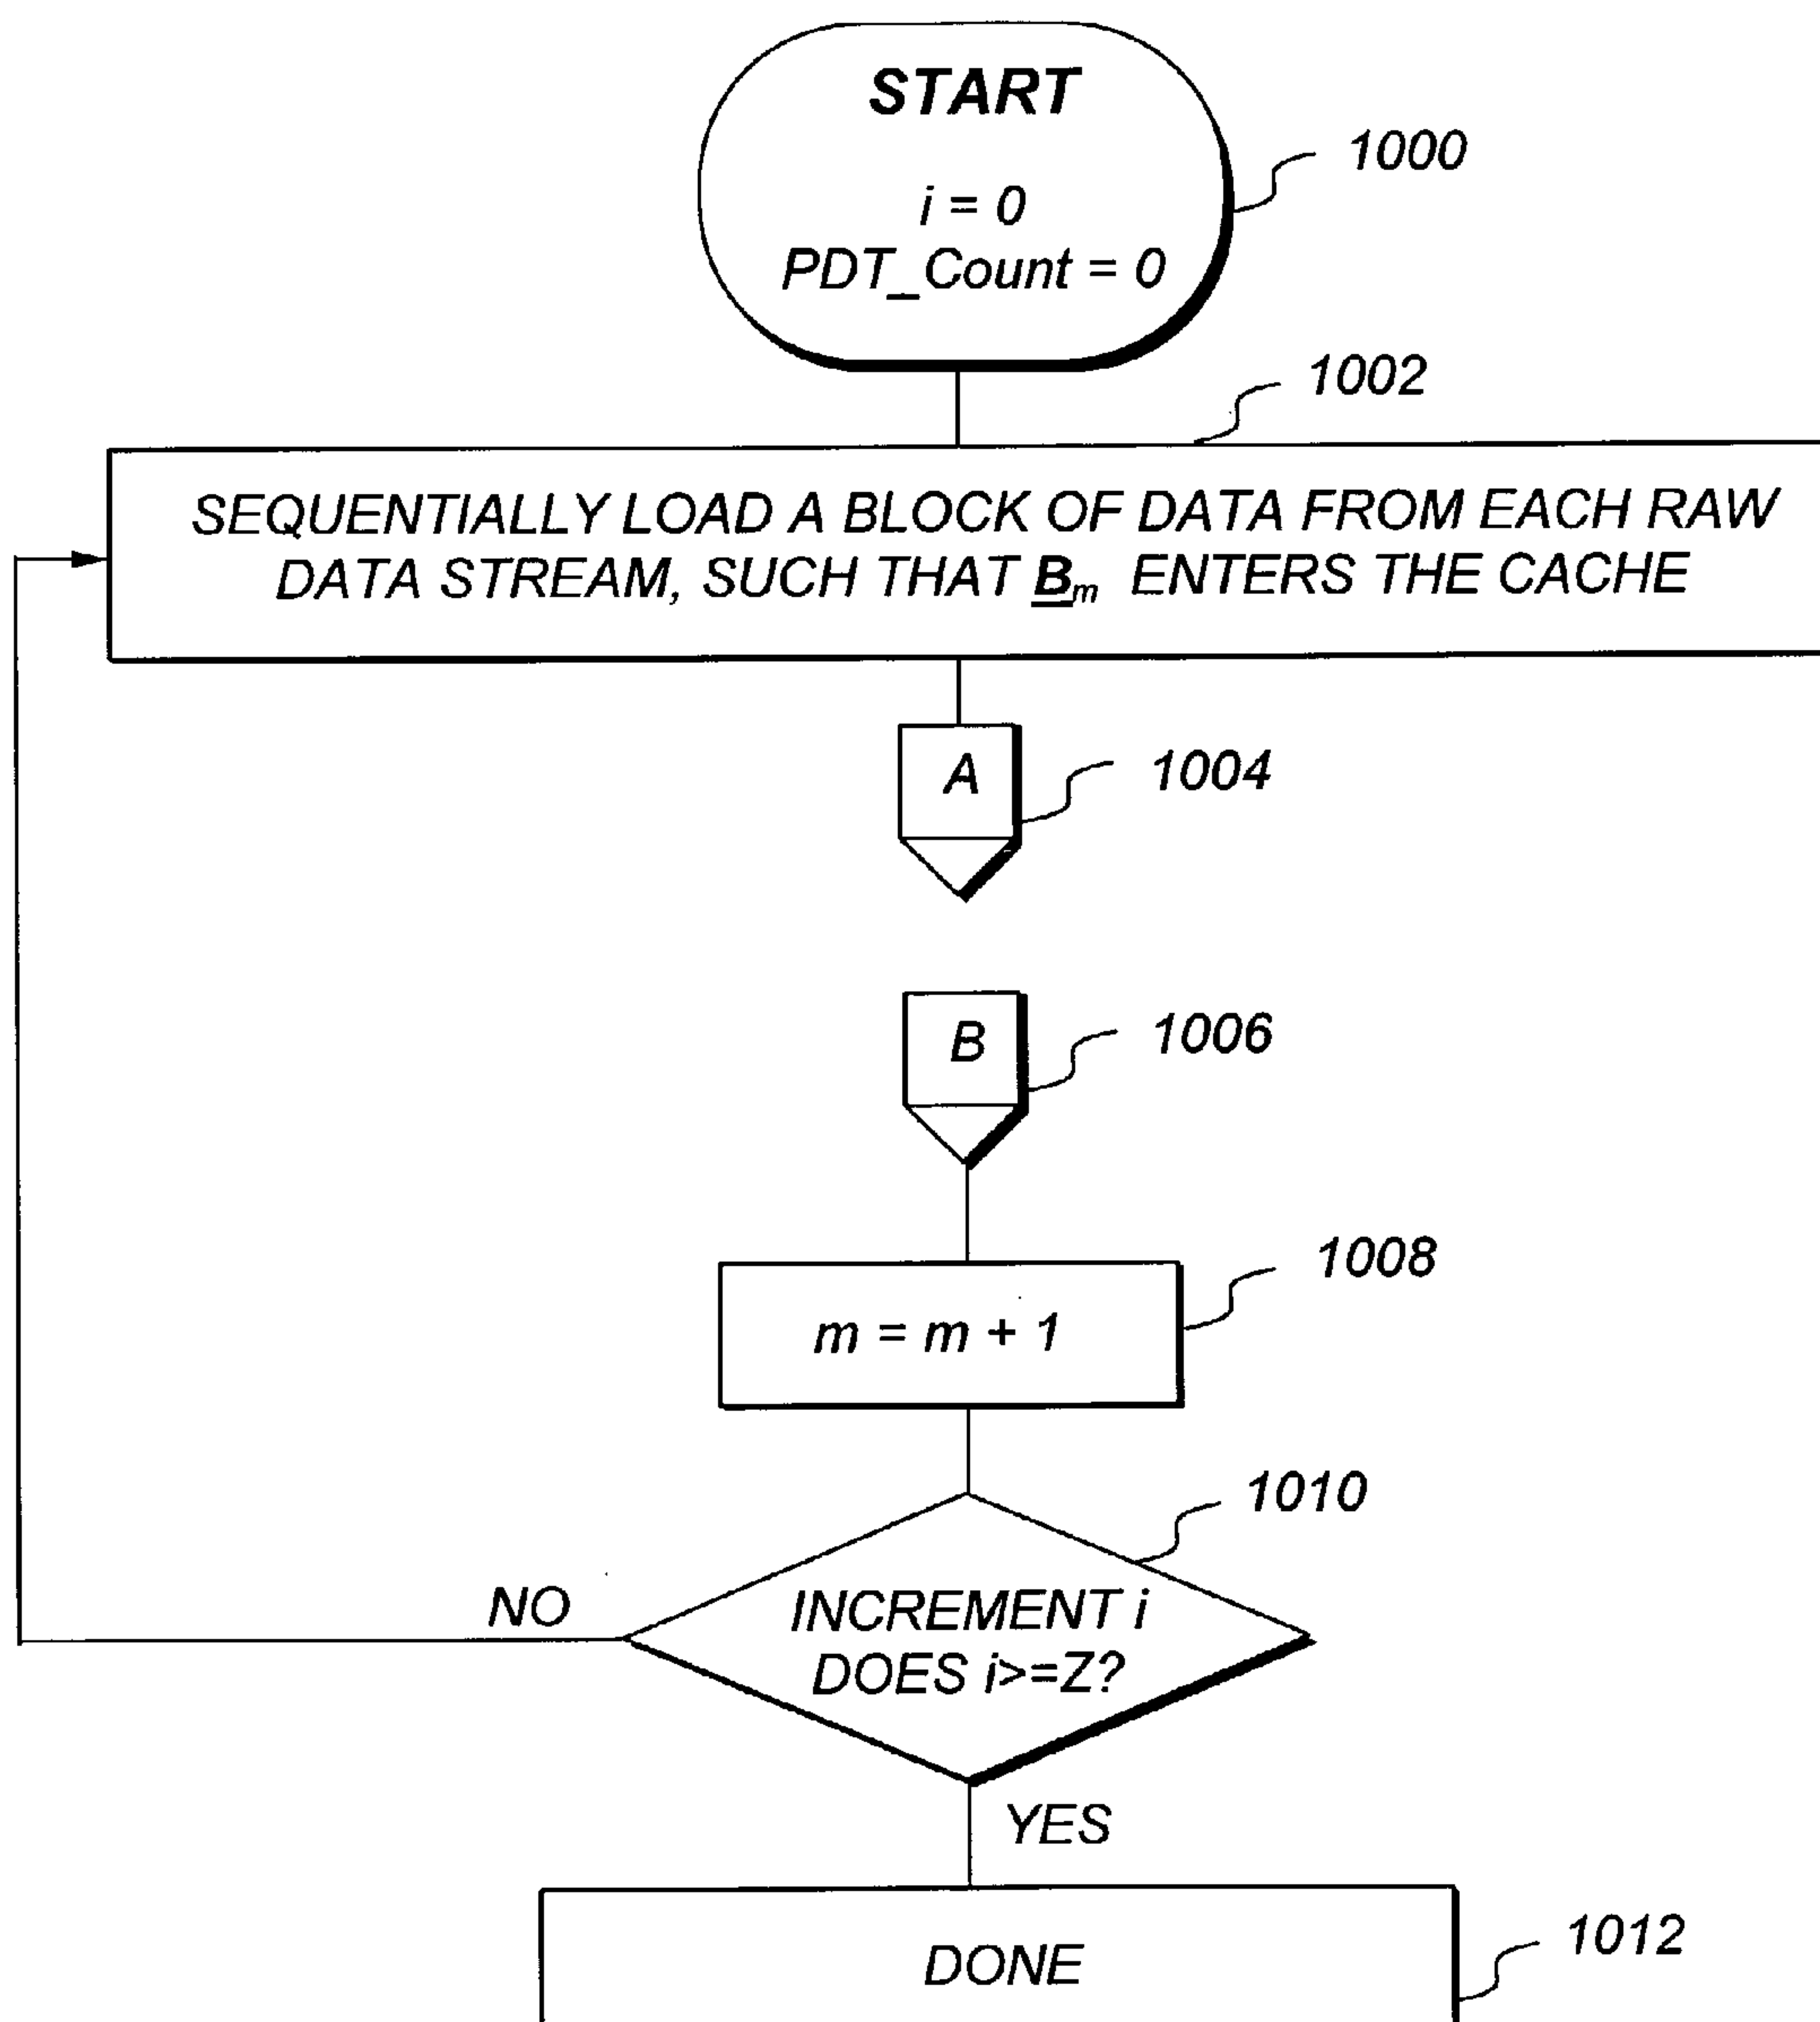 START
1000
i = 0
PDT_Count = 0
1002
SEQUENTIALLY LOAD A BLOCK OF DATA FROM EACH RAW
DATA STREAM, SUCH THAT Bm ENTERS THE CACHE
A
1004
B
1006
1008
m = m + 1
1010
NO
INCREMENT i
DOES i>=Z?
YES
DONE
1012